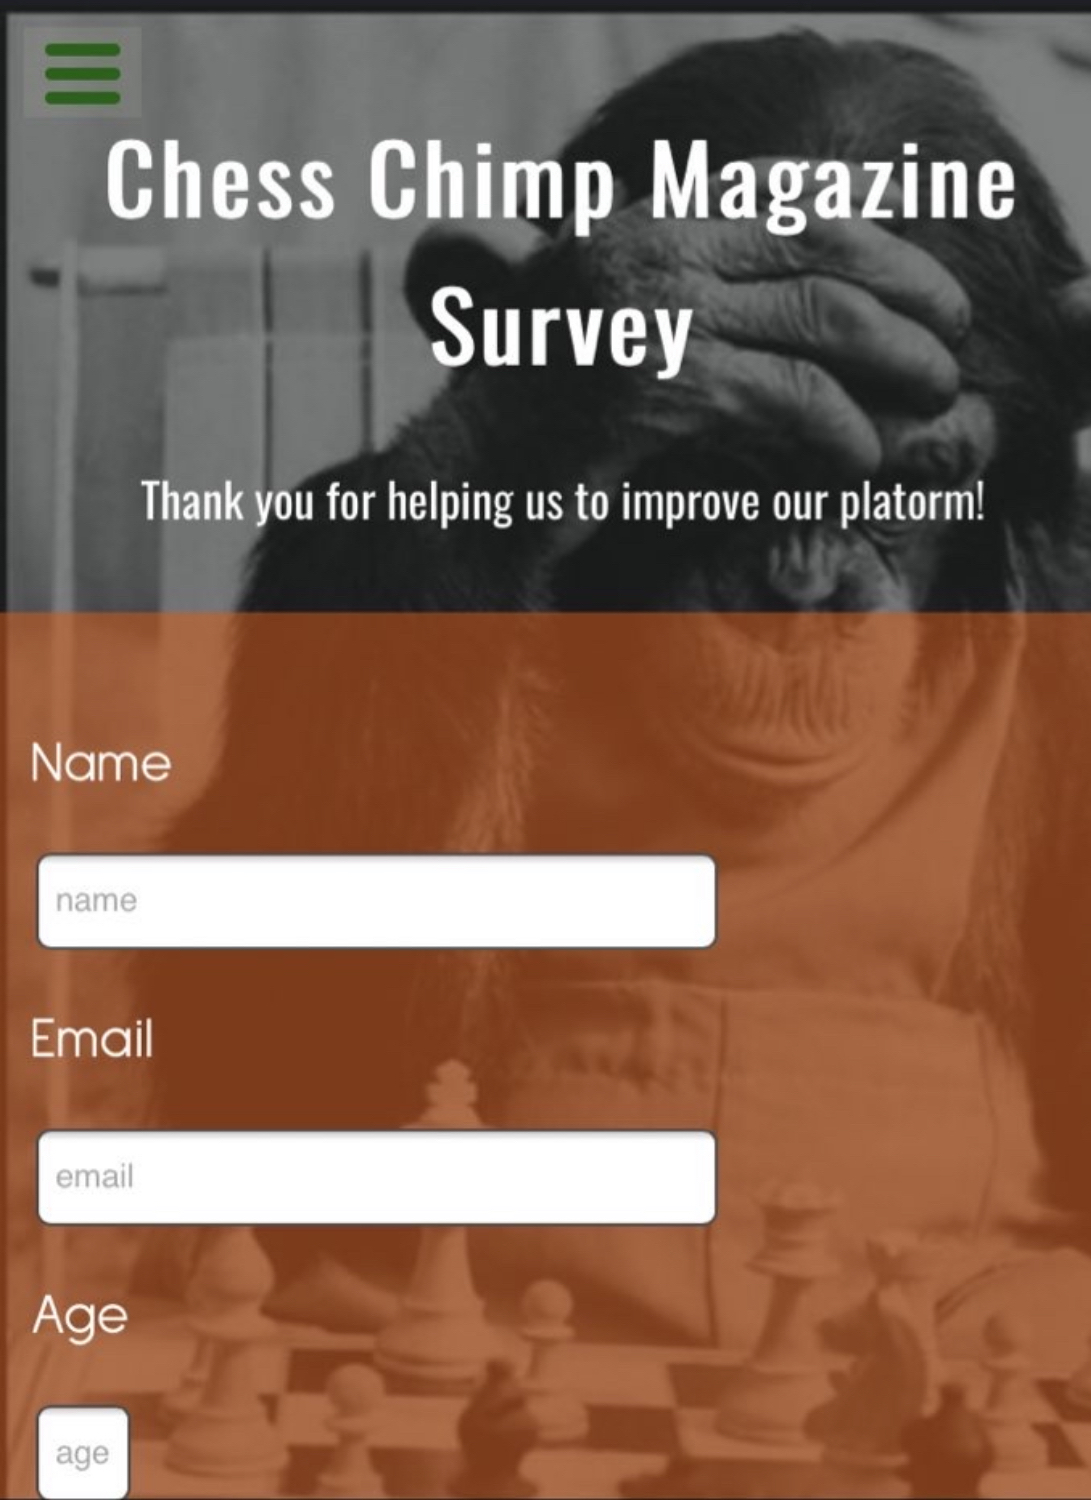 Chess Chimp Magazine
Survey
Thank you for helping us to improve our platorm!
Name
name
Email
email
Age
age